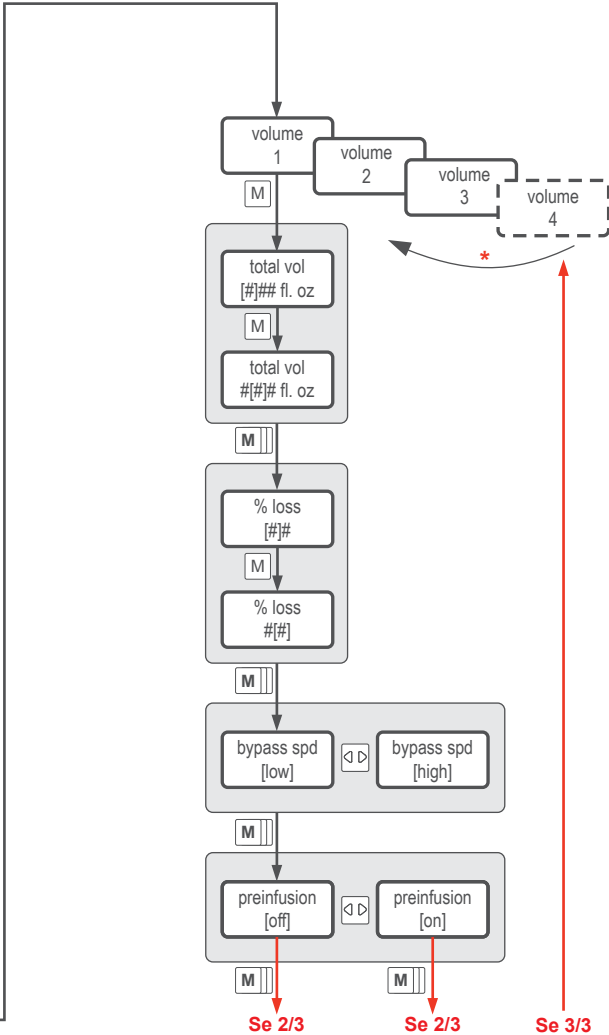 volume
1
volume
2
volume
3
volume
4
*
M
total vol
[#]## fl. oz
M
total vol
#[#]# fl. oz
M
% loss
[#]#
M
% loss
#[#]
M
bypass spd
[low]
bypass spd
[high]
M
preinfusion
[off]
preinfusion
[on]
M
M
Se 2/3
Se 2/3
Se 3/3